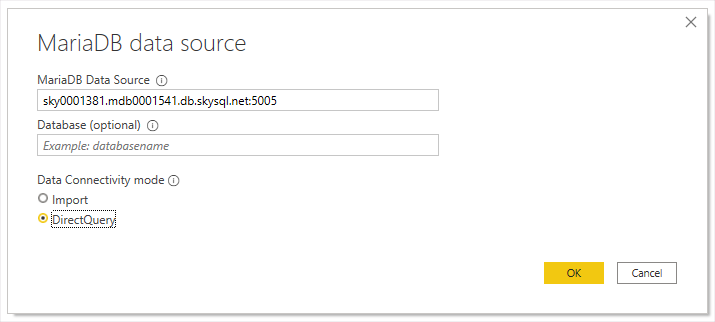 MariaDB data source
MariaDB Data Source
sky0001381.mdb0001541.db.skysql.net:5005
Database (optional)
Example: databasename
Data Connectivity mode
Import
DirectQuery
OK Cancel